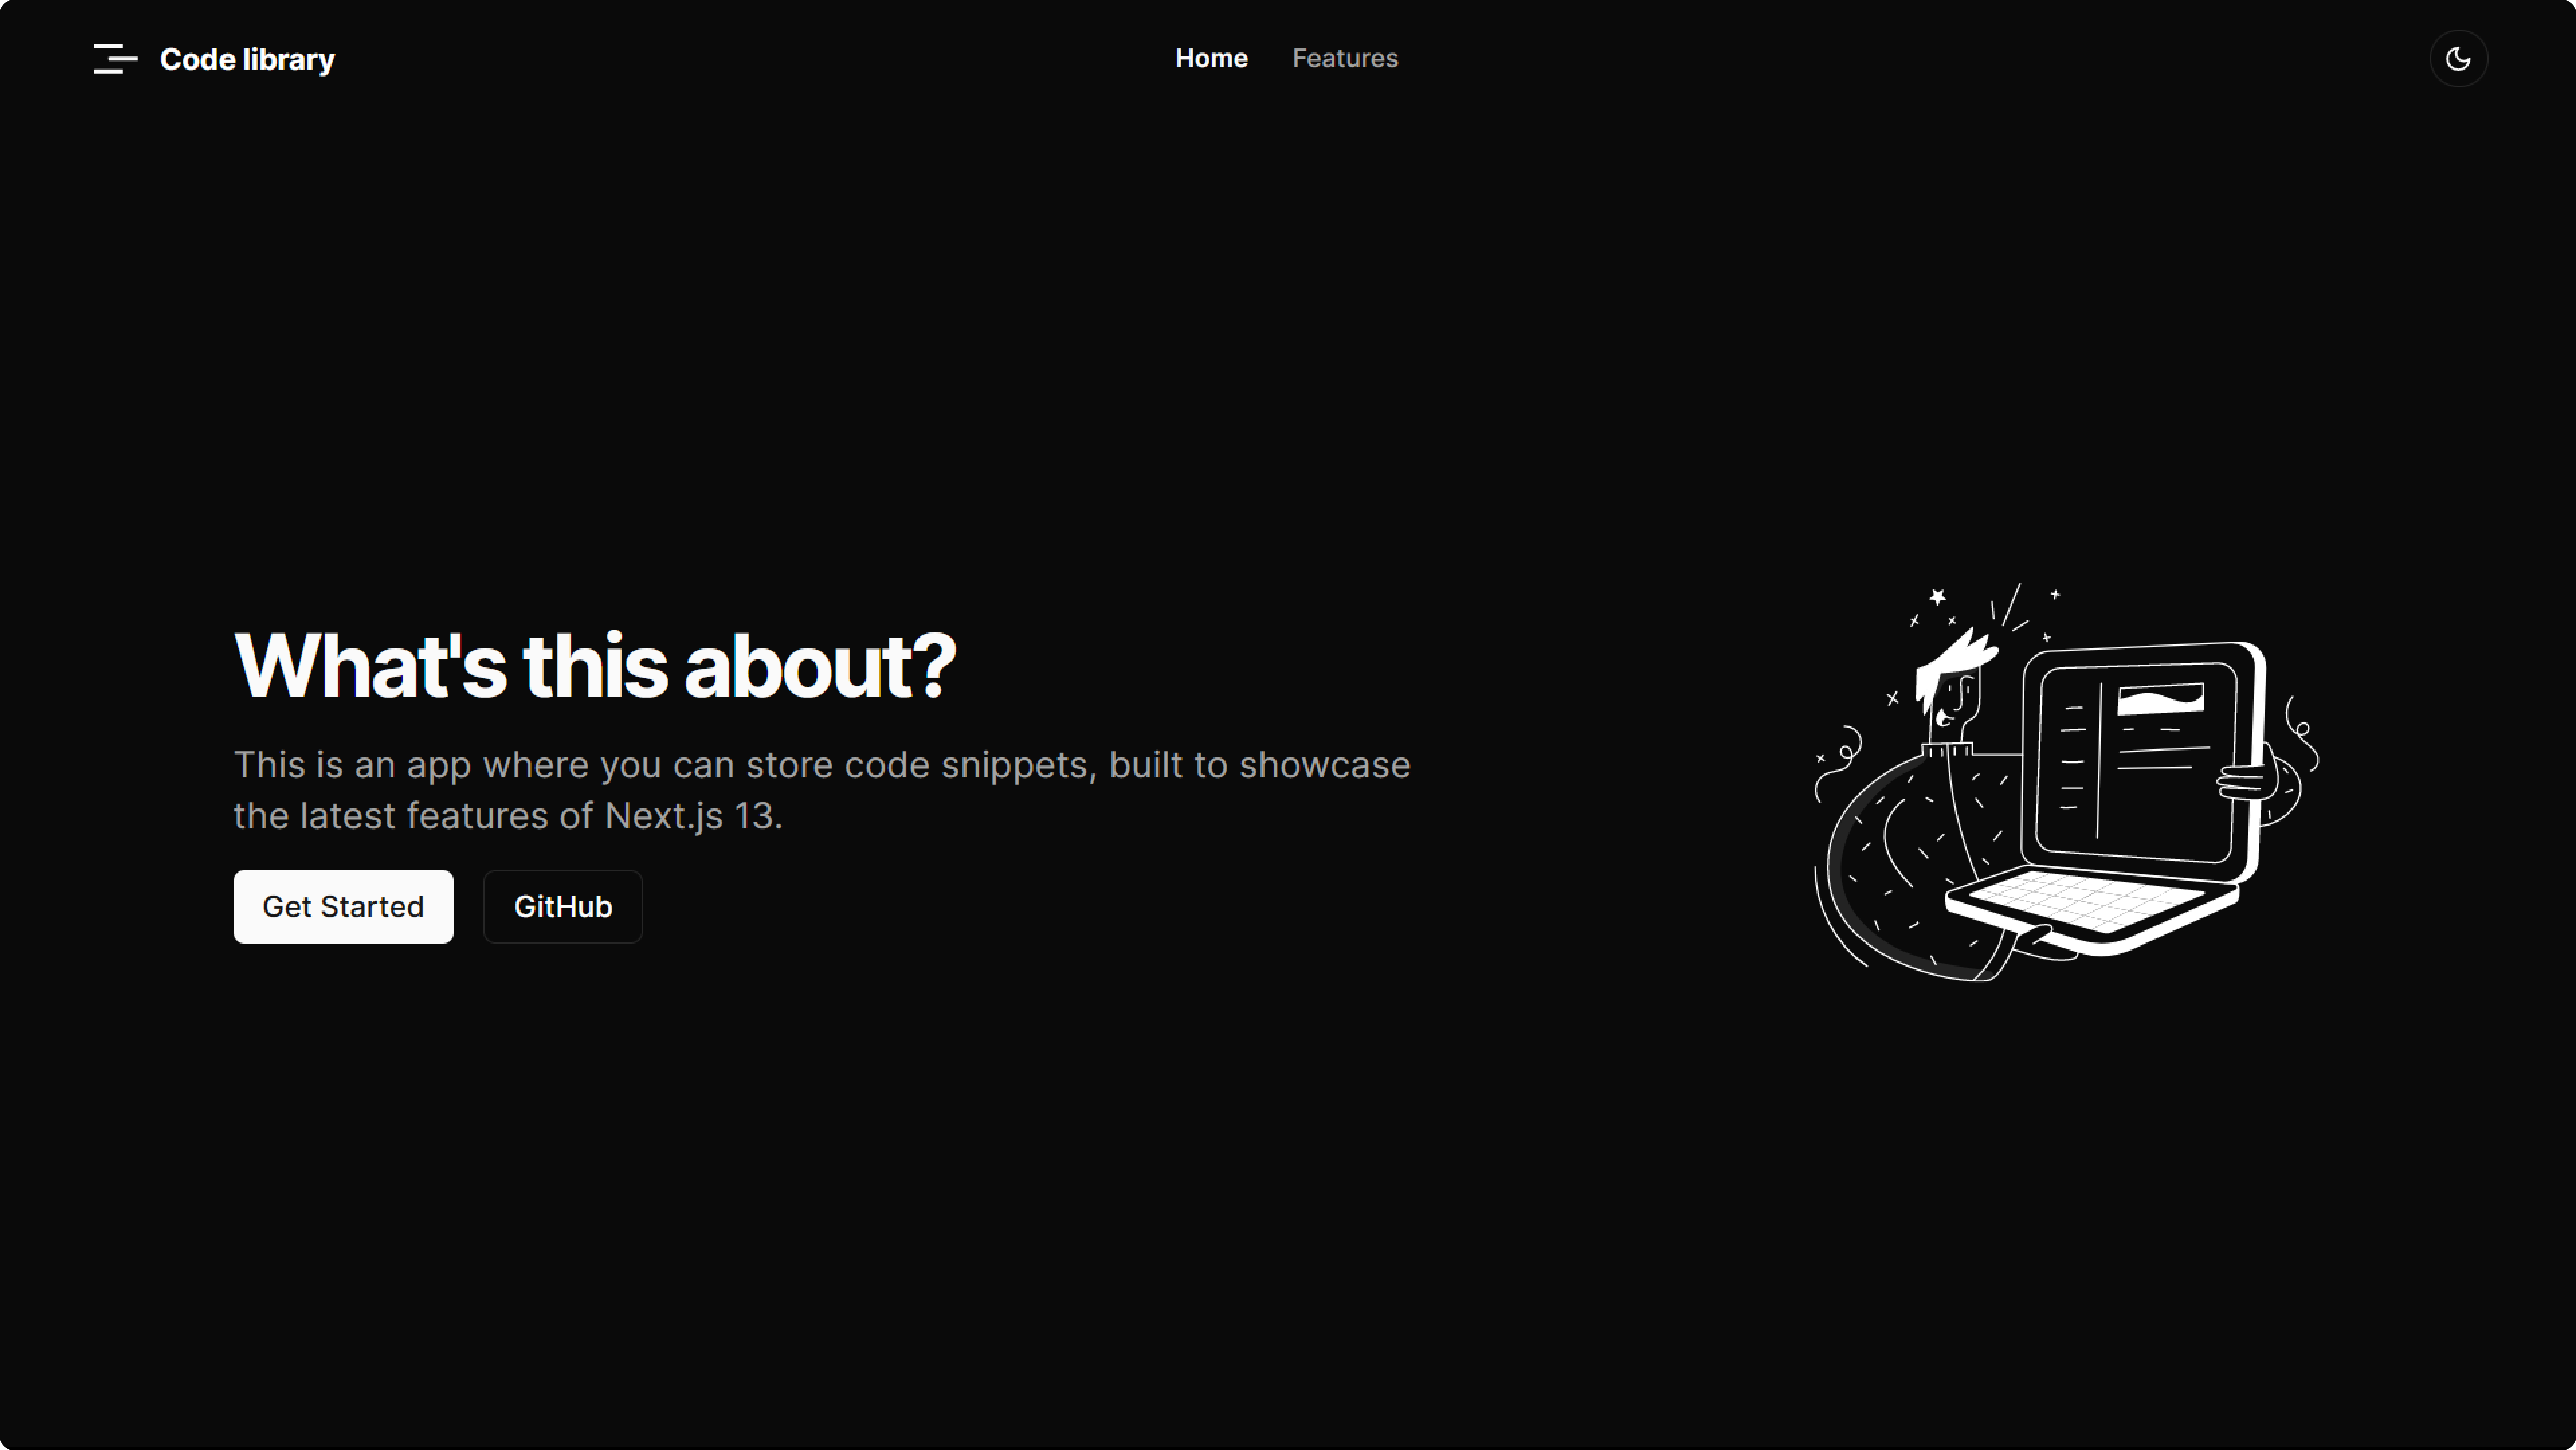 Code library
Home
Features
What's this about?
This is an app where you can store code snippets, built to showcase
the latest features of Next.js 13.
Get Started
GitHub